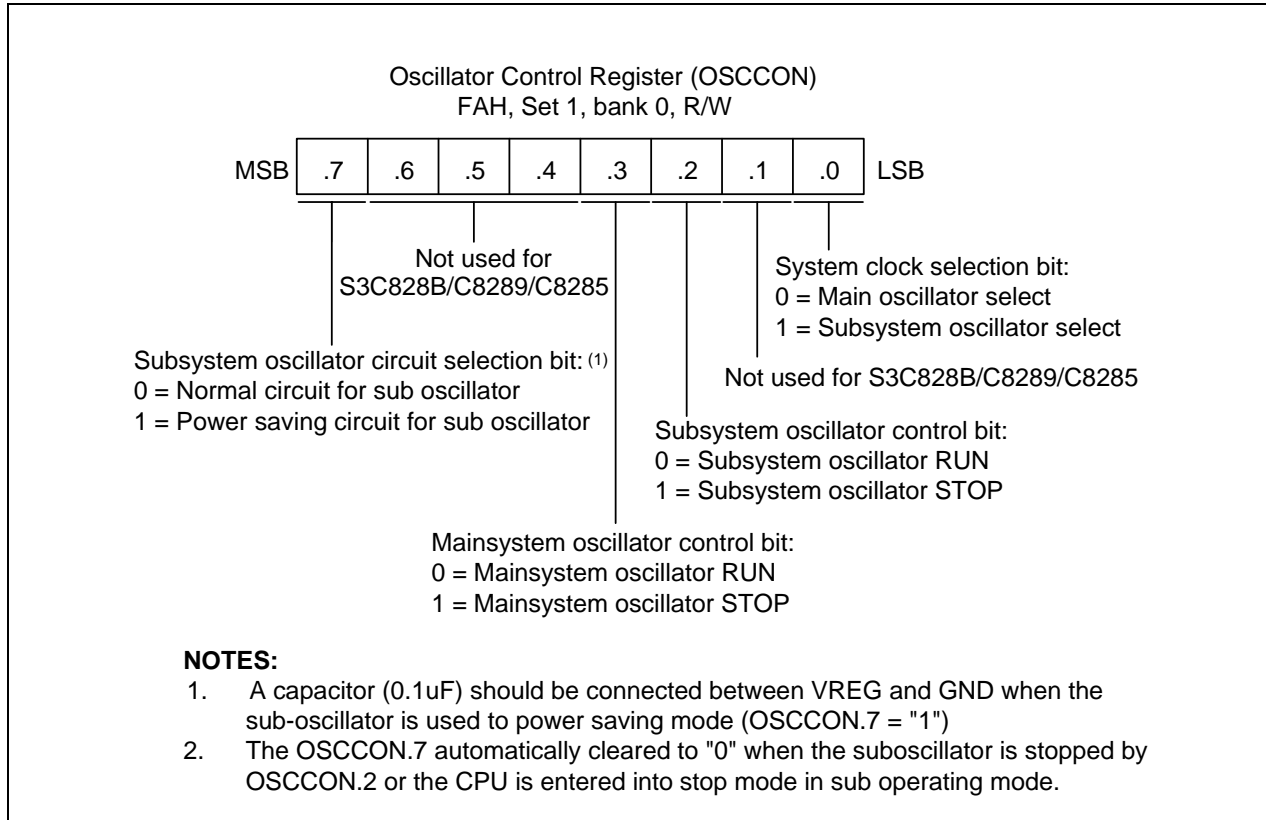 Oscillator Control Register (OSCCON)
FAH, Set 1, bank 0, R/W
MSB .7 .6 .5 .4 .3 .2 .1 .0 LSB
Not used for
S3C828B/C8289/C8285
System clock selection bit:
0 = Main oscillator select
1 = Subsystem oscillator select
Subsystem oscillator circuit selection bit: (1)
0 = Normal circuit for sub oscillator
1 = Power saving circuit for sub oscillator
Not used for S3C828B/C8289/C8285
Subsystem oscillator control bit:
0 = Subsystem oscillator RUN
1 = Subsystem oscillator STOP
Mainsystem oscillator control bit:
0 = Mainsystem oscillator RUN
1 = Mainsystem oscillator STOP
NOTES:
1. A capacitor (0.1uF) should be connected between VREG and GND when the
sub-oscillator is used to power saving mode (OSCCON.7 = "1")
2. The OSCCON.7 automatically cleared to "0" when the suboscillator is stopped by
OSCCON.2 or the CPU is entered into stop mode in sub operating mode.